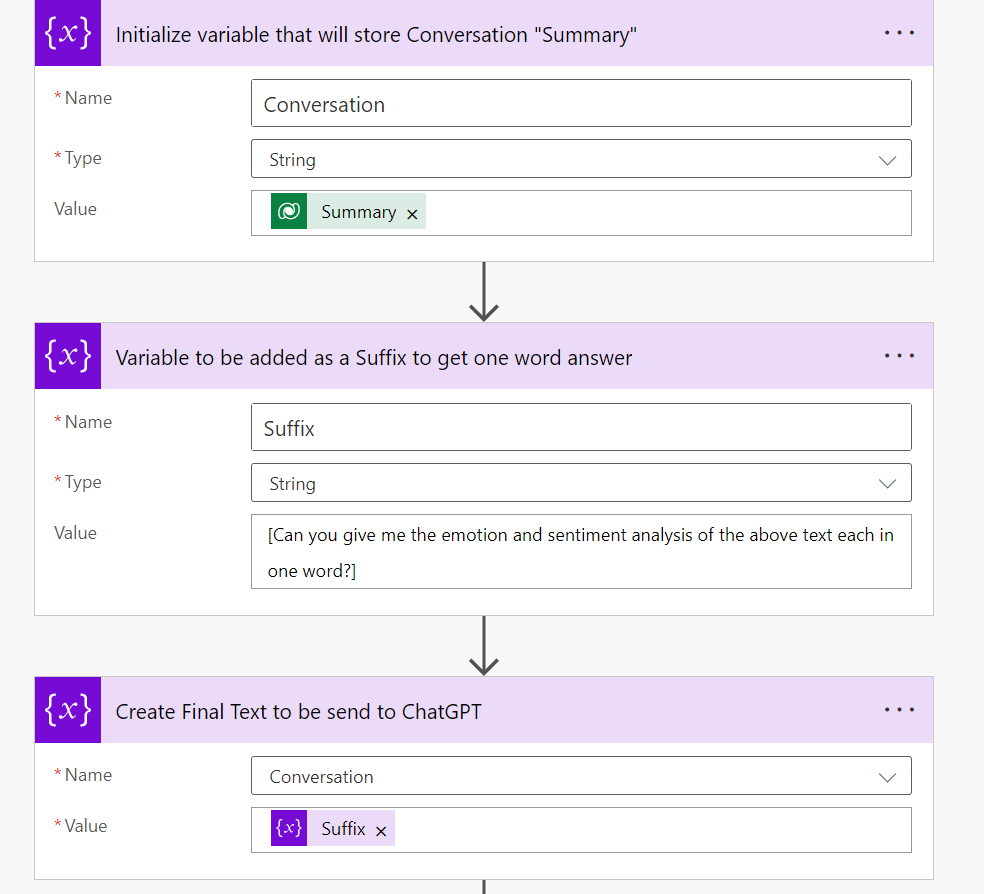 {x} Initialize variable that will store Conversation "Summary" ...
* Name Conversation
* Type String
Value Summary ×
{x} Variable to be added as a Suffix to get one word answer ...
* Name Suffix
* Type String
Value [Can you give me the emotion and sentiment analysis of the above text each in
one word?]
{x} Create Final Text to be send to ChatGPT ...
* Name Conversation
* Value {x} Suffix ×